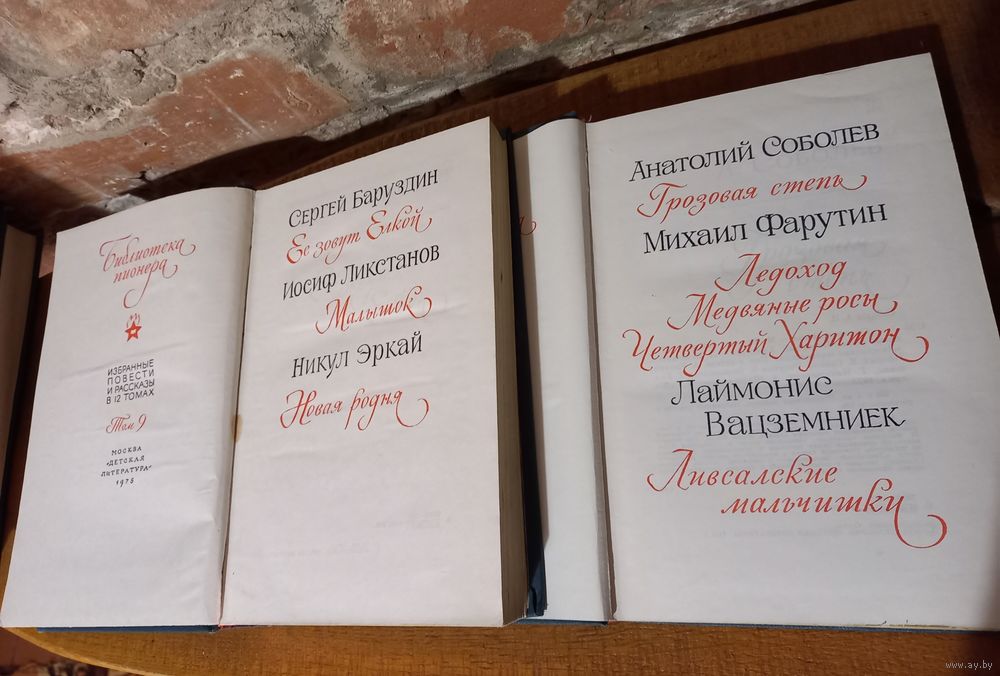 Библиотека
пионера
ИЗБРАННЫЕ
ПОВЕСТИ
И РАССКАЗЫ
В 12 ТОМАХ
Том 9
МОСКВА
«ДЕТСКАЯ
ЛИТЕРАТУРА»
1975
СЕРГЕЙ БАРУЗДИН
Ее зовут Елкой
ИОСИФ ЛИКСТАНОВ
Малышок
НИКУЛ ЭРКАЙ
Новая родня
АНАТОЛИЙ СОБОЛЕВ
Грозовая степь
МИХАИЛ ФАРУТИН
Ледоход
Медвяные росы
Четвертый Харитон
ЛАЙМОНИС
ВАЦЗЕМНИЕК
Ливсалские
мальчишки
www.ay.by